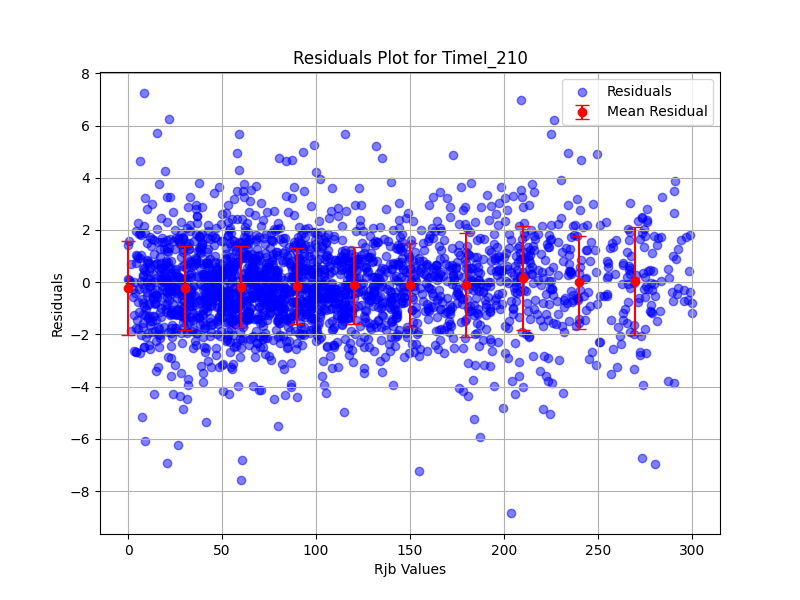 Residuals Plot for TimeI_210
Residuals
Mean Residual
8
6
4
2
0
−2
−4
−6
−8
Residuals
0 50 100 150 200 250 300
Rjb Values